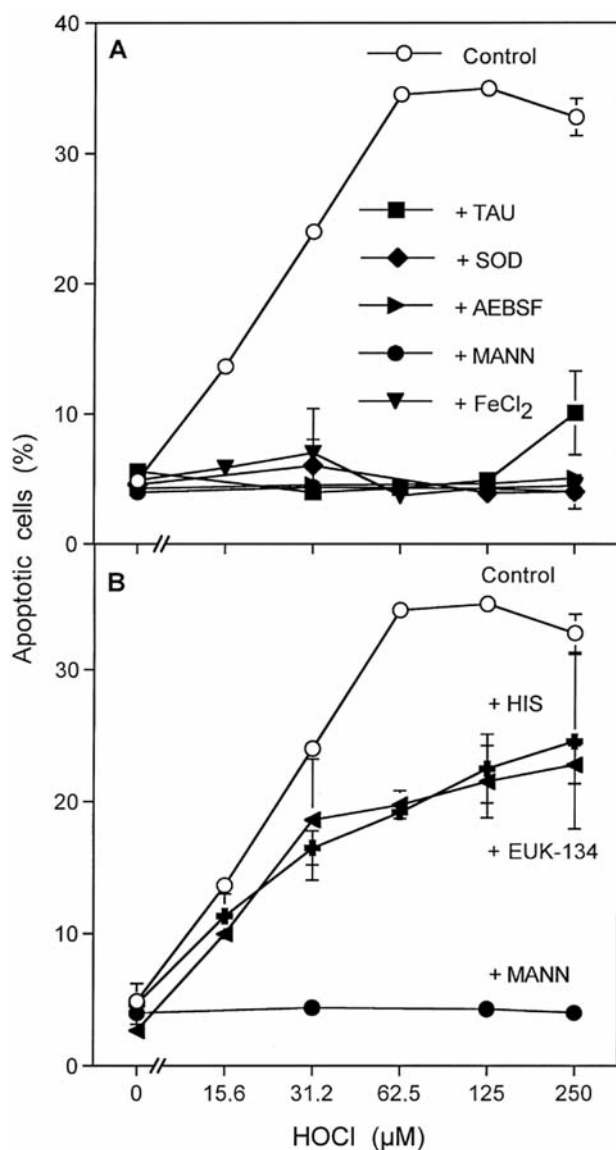 40
A
Control
30
+ TAU
+ SOD
+ AEBSF
20
+ MANN
+ FeCl₂
10
0
Apoptotic cells (%)
B
Control
30
+ HIS
20
+ EUK-134
10
+ MANN
0
0 15.6 31.2 62.5 125 250
HOCl (µM)